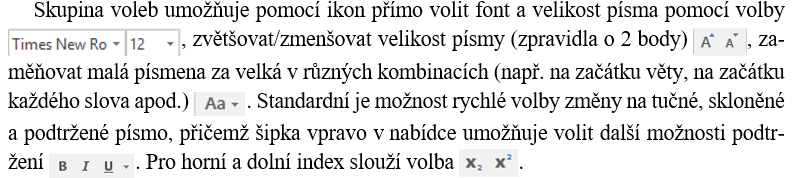 Skupina voleb umožňuje pomocí ikon přímo volit font a velikost písma pomocí volby
Times New Ro 12 , zvětšovat/zmenšovat velikost písmy (zpravidla o 2 body) A A , za-
měňovat malá písmena za velká v různých kombinacích (např. na začátku věty, na začátku
každého slova apod.) Aa . Standardní je možnost rychlé volby změny na tučné, skloněné
a podtržené písmo, přičemž šipka vpravo v nabídce umožňuje volit další možnosti podtr-
žení B I U . Pro horní a dolní index slouží volba x₂ x² .